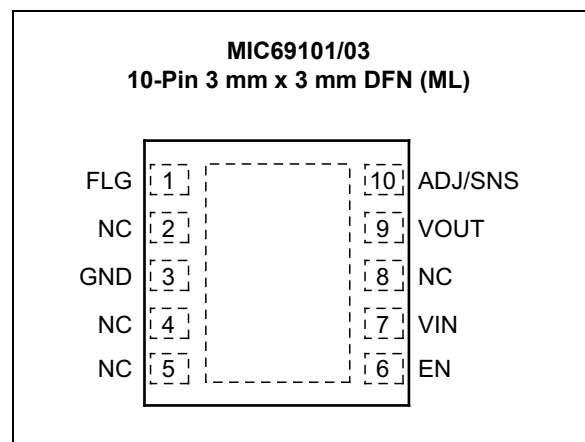 MIC69101/03
10-Pin 3 mm x 3 mm DFN (ML)
FLG 1 10 ADJ/SNS
NC 2 9 VOUT
GND 3 8 NC
NC 4 7 VIN
NC 5 6 EN